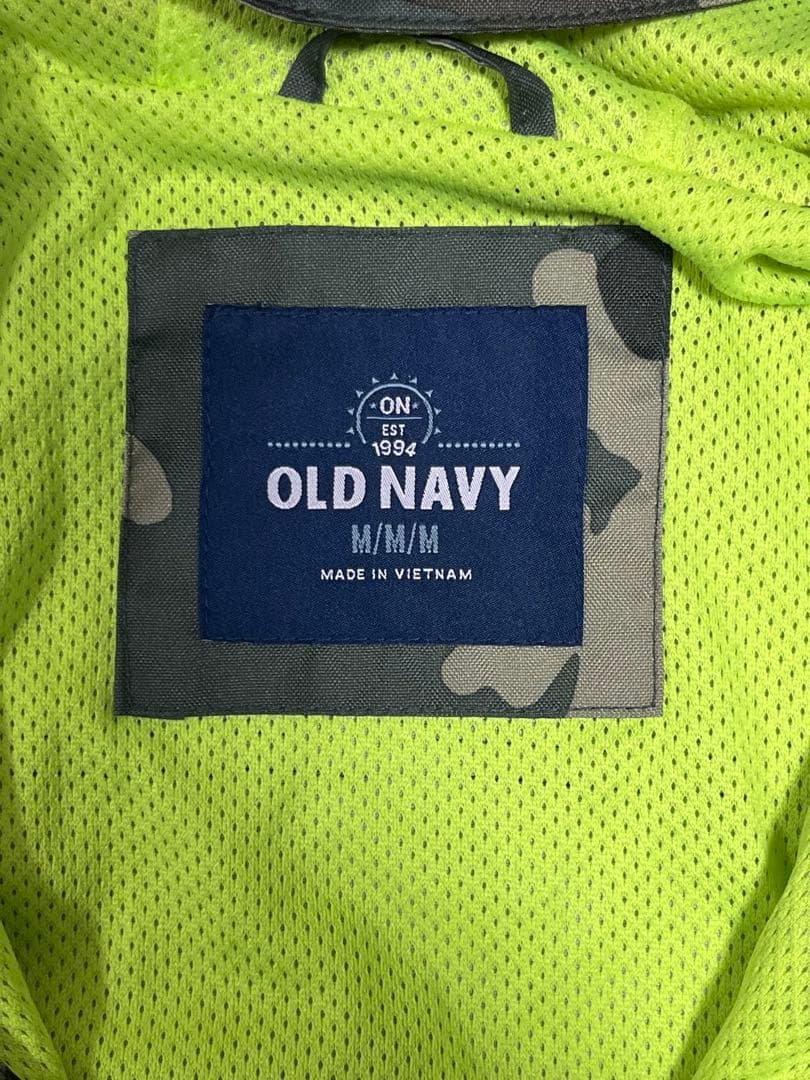 ON
EST
1994
OLD NAVY
M/M/M
MADE IN VIETNAM